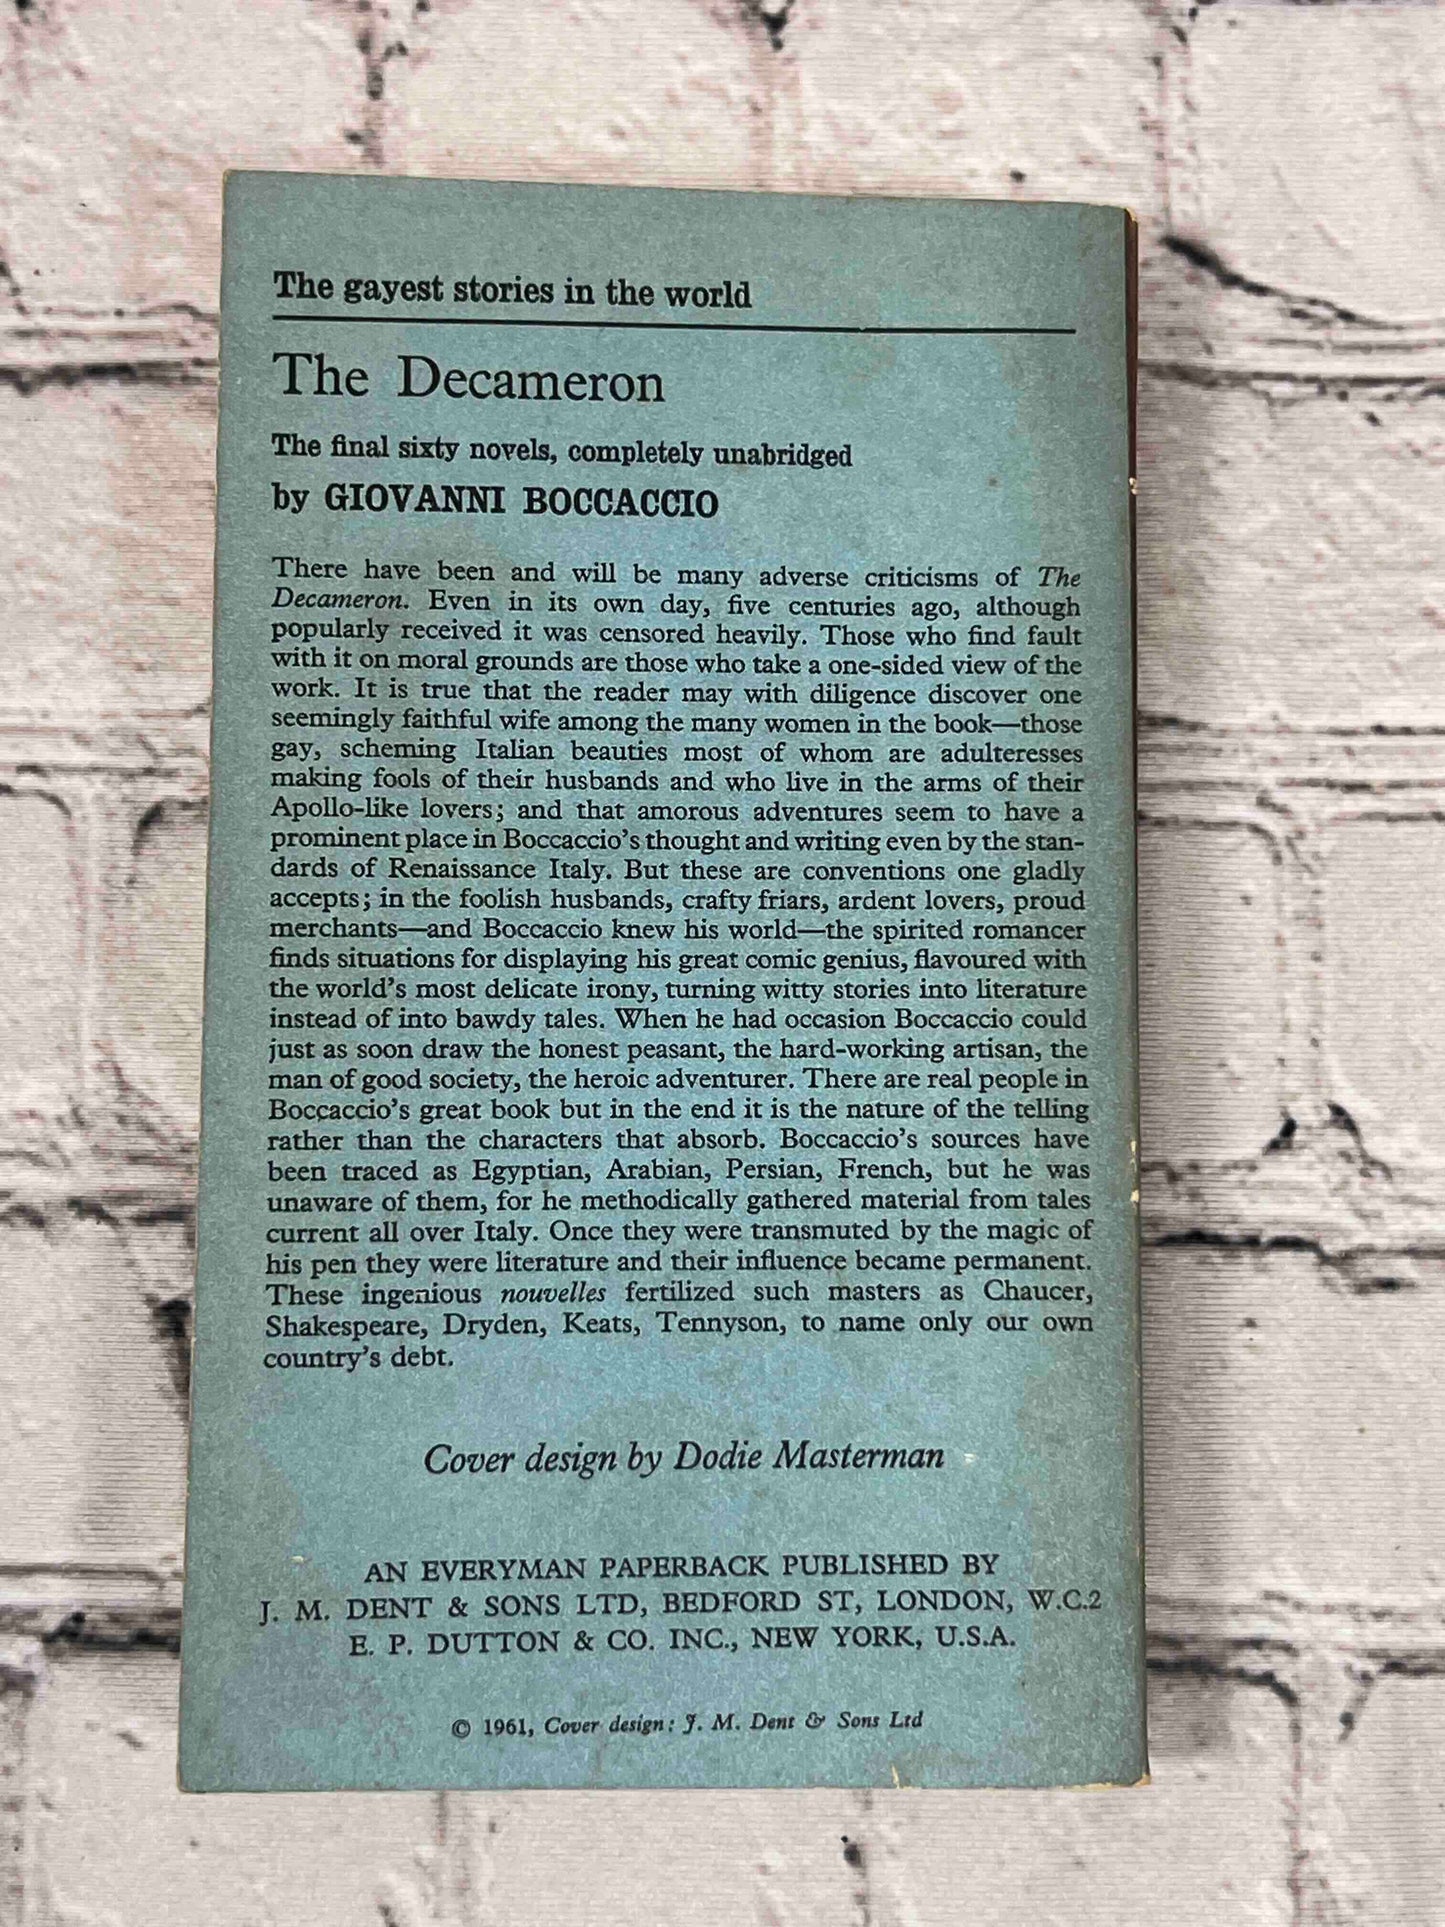 The gayest stories in the world
The Decameron
The final sixty novels, completely unabridged
by GIOVANNI BOCCACCIO
There have been and will be many adverse criticisms of The
Decameron. Even in its own day, five centuries ago, although
popularly received it was censored heavily. Those who find fault
with it on moral grounds are those who take a one-sided view of the
work. It is true that the reader may with diligence discover one
seemingly faithful wife among the many women in the book—those
gay, scheming Italian beauties most of whom are adulteresses
making fools of their husbands and who live in the arms of their
Apollo-like lovers; and that amorous adventures seem to have a
prominent place in Boccaccio's thought and writing even by the stan-
dards of Renaissance Italy. But these are conventions one gladly
accepts; in the foolish husbands, crafty friars, ardent lovers, proud
merchants—and Boccaccio knew his world—the spirited romancer
finds situations for displaying his great comic genius, flavoured with
the world's most delicate irony, turning witty stories into literature
instead of into bawdy tales. When he had occasion Boccaccio could
just as soon draw the honest peasant, the hard-working artisan, the
man of good society, the heroic adventurer. There are real people in
Boccaccio's great book but in the end it is the nature of the telling
rather than the characters that absorb. Boccaccio's sources have
been traced as Egyptian, Arabian, Persian, French, but he was
unaware of them, for he methodically gathered material from tales
current all over Italy. Once they were transmuted by the magic of
his pen they were literature and their influence became permanent.
These ingenious nouvelles fertilized such masters as Chaucer,
Shakespeare, Dryden, Keats, Tennyson, to name only our own
country's debt.
Cover design by Dodie Masterman
AN EVERYMAN PAPERBACK PUBLISHED BY
J. M. DENT & SONS LTD, BEDFORD ST, LONDON, W.C.2
E. P. DUTTON & CO. INC., NEW YORK, U.S.A.
© 1961, Cover design: J. M. Dent & Sons Ltd